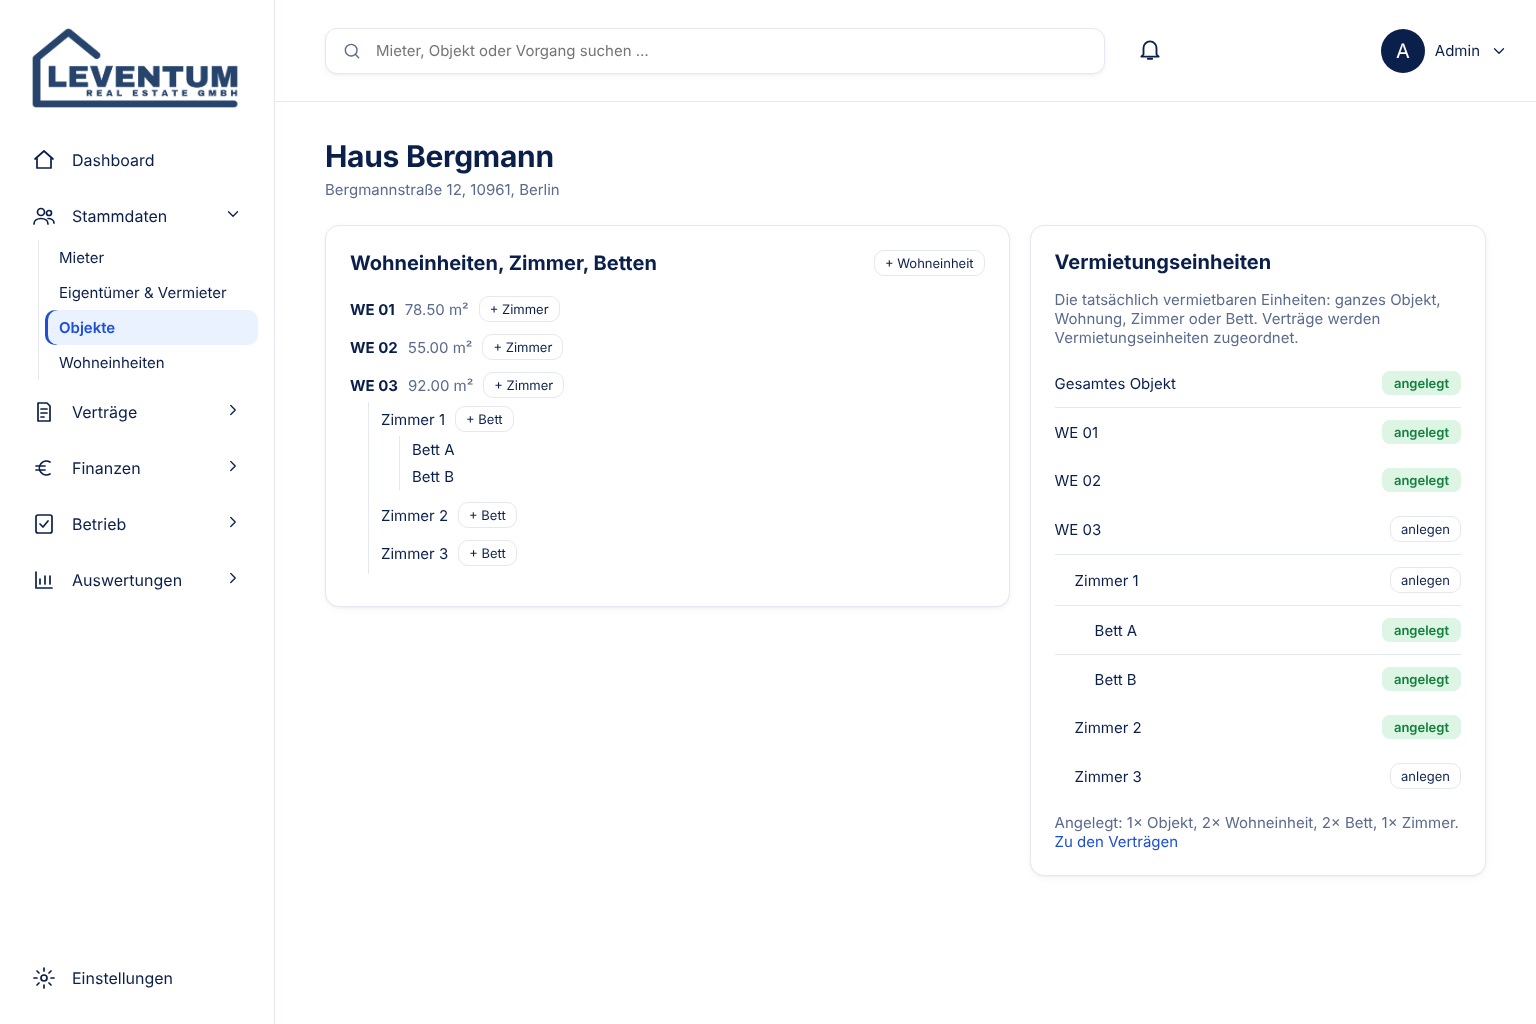 LEVENTUM
REAL ESTATE GMBH
Mieter, Objekt oder Vorgang suchen ...
A
Admin
Dashboard
Stammdaten
Mieter
Eigentümer & Vermieter
Objekte
Wohneinheiten
Verträge
Finanzen
Betrieb
Auswertungen
Einstellungen
Haus Bergmann
Bergmannstraße 12, 10961, Berlin
Wohneinheiten, Zimmer, Betten
+ Wohneinheit
WE 01 78.50 m² + Zimmer
WE 02 55.00 m² + Zimmer
WE 03 92.00 m² + Zimmer
Zimmer 1 + Bett
Bett A
Bett B
Zimmer 2 + Bett
Zimmer 3 + Bett
Vermietungseinheiten
Die tatsächlich vermietbaren Einheiten: ganzes Objekt,
Wohnung, Zimmer oder Bett. Verträge werden
Vermietungseinheiten zugeordnet.
Gesamtes Objekt angelegt
WE 01 angelegt
WE 02 angelegt
WE 03 anlegen
Zimmer 1 anlegen
Bett A angelegt
Bett B angelegt
Zimmer 2 angelegt
Zimmer 3 anlegen
Angelegt: 1× Objekt, 2× Wohneinheit, 2× Bett, 1× Zimmer.
Zu den Verträgen